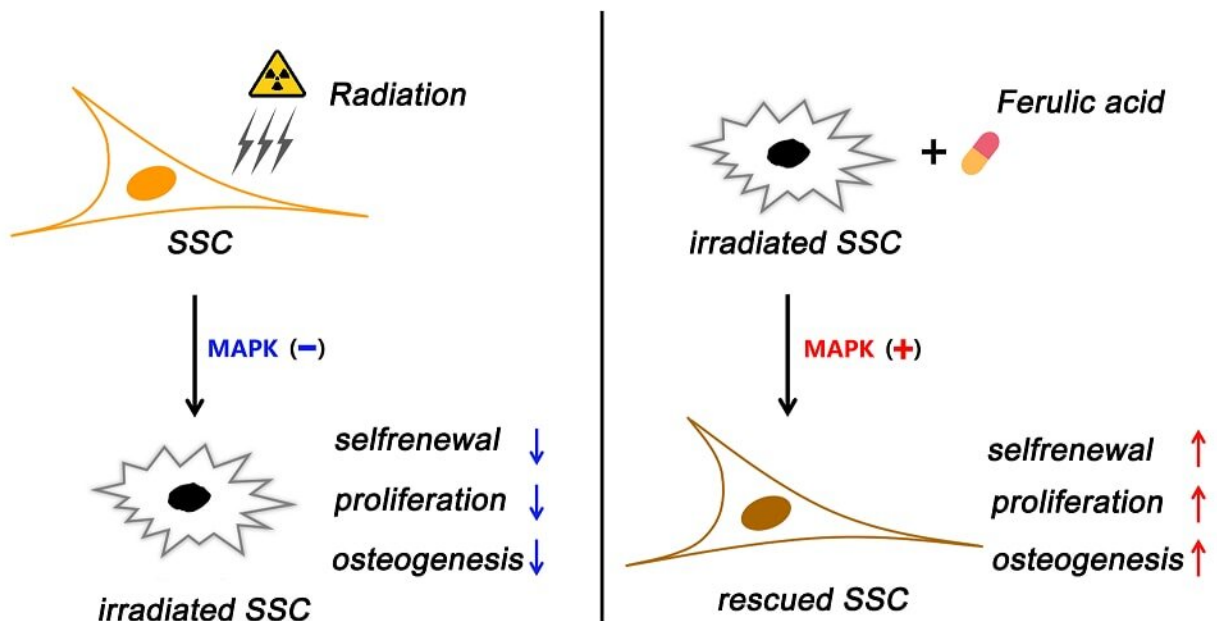 Radiation
SSC
MAPK (−)
selfrenewal ↓
proliferation ↓
osteogenesis ↓
irradiated SSC
Ferulic acid
+
irradiated SSC
MAPK (+)
selfrenewal ↑
proliferation ↑
osteogenesis ↑
rescued SSC